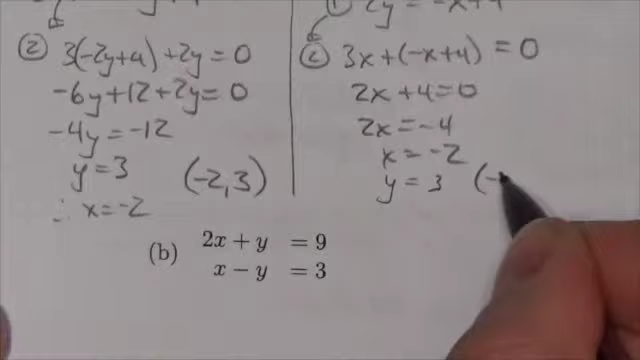 ① 2y = -x+4
② 3(-2y+4)+2y=0
-6y+12+2y=0
-4y=-12
y=3 (-2,3)
∴ x=-2
② 3x+(-x+4) = 0
2x+4=0
2x=-4
x=-2
y=3 (-
(b) 2x + y = 9
x − y = 3